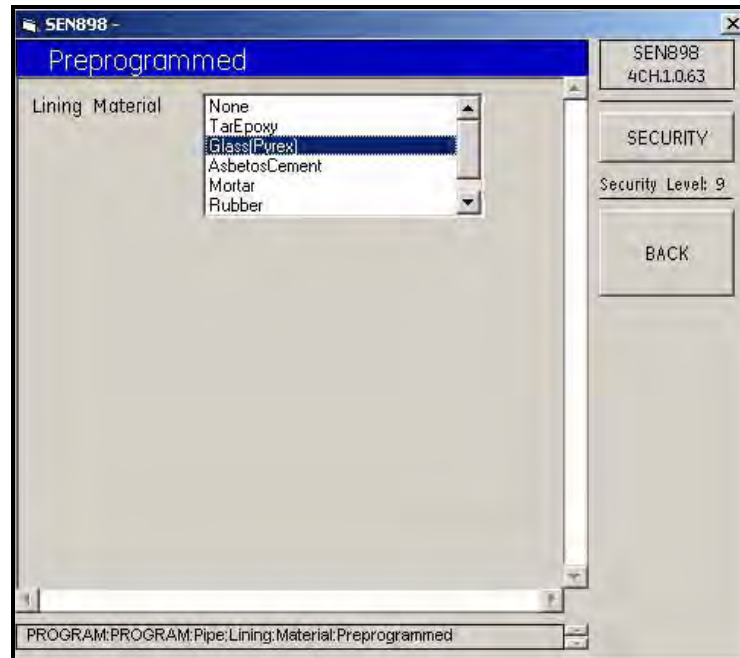 SEN898 -
Preprogrammed
SEN898
4CH.1.0.63
Lining Material
None
TarEpoxy
Glass(Pyrex)
AsbetosCement
Mortar
Rubber
SECURITY
Security Level: 9
BACK
PROGRAM:PROGRAM:Pipe:Lining:Material:Preprogrammed